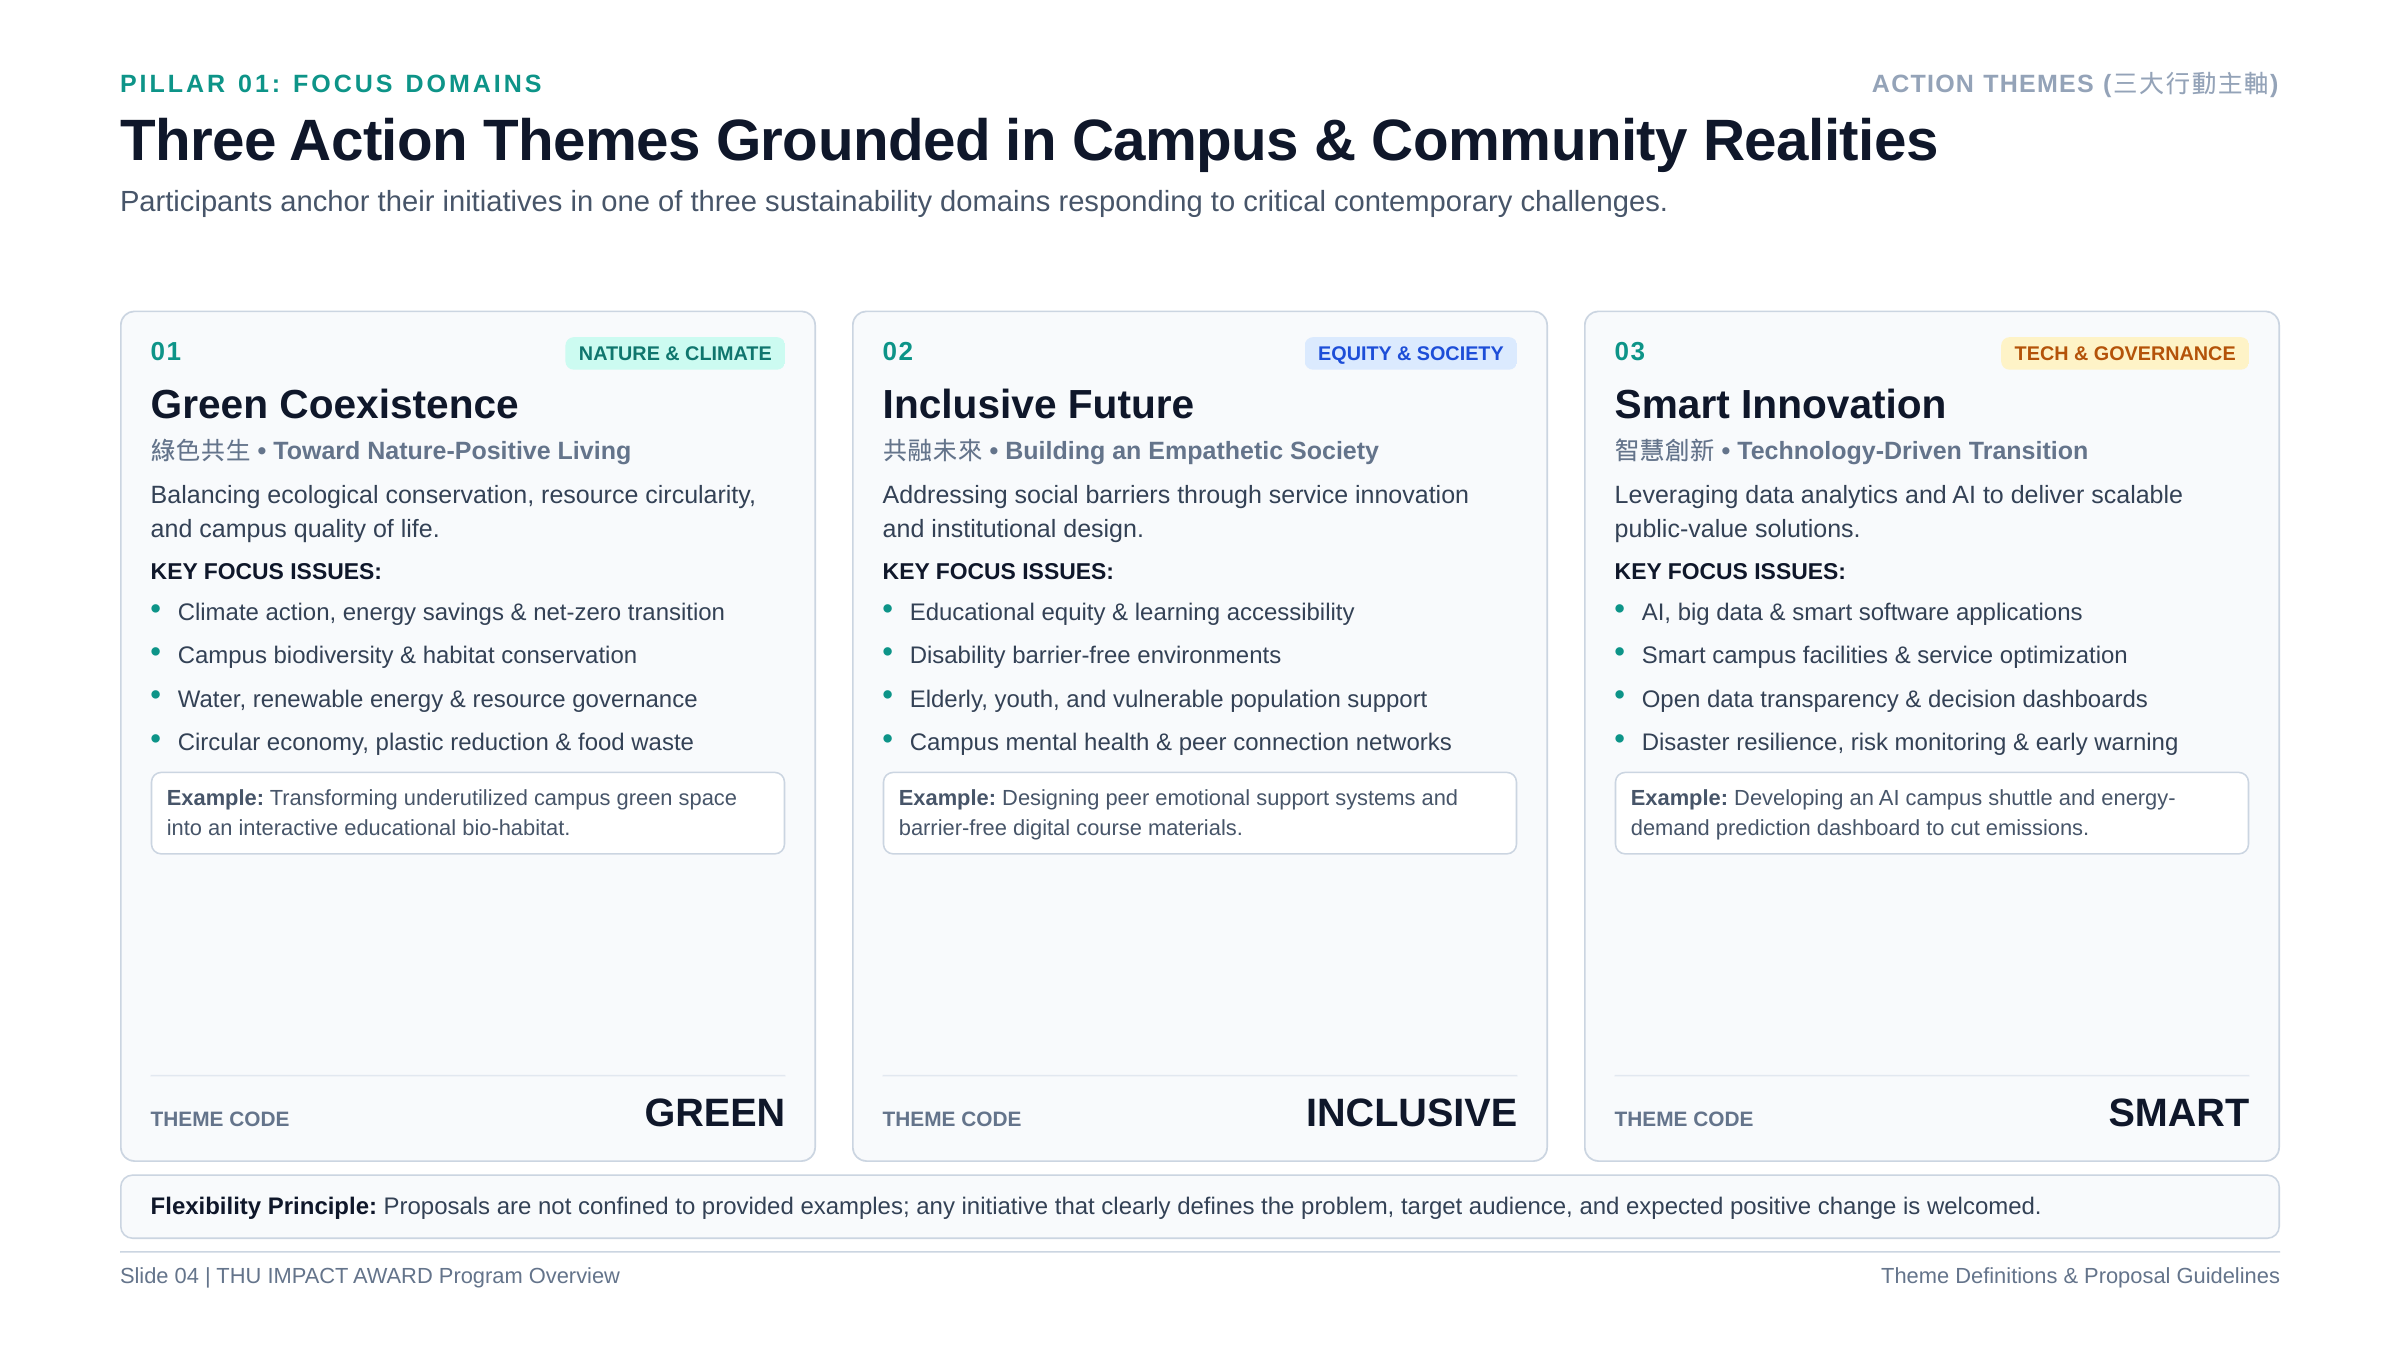 PILLAR 01: FOCUS DOMAINS
ACTION THEMES (三大行動主軸)
Three Action Themes Grounded in Campus & Community Realities
Participants anchor their initiatives in one of three sustainability domains responding to critical contemporary challenges.
01
NATURE & CLIMATE
Green Coexistence
綠色共生 • Toward Nature-Positive Living
Balancing ecological conservation, resource circularity,
and campus quality of life.
KEY FOCUS ISSUES:
• Climate action, energy savings & net-zero transition
• Campus biodiversity & habitat conservation
• Water, renewable energy & resource governance
• Circular economy, plastic reduction & food waste
Example: Transforming underutilized campus green space
into an interactive educational bio-habitat.
THEME CODE
GREEN
02
EQUITY & SOCIETY
Inclusive Future
共融未來 • Building an Empathetic Society
Addressing social barriers through service innovation
and institutional design.
KEY FOCUS ISSUES:
• Educational equity & learning accessibility
• Disability barrier-free environments
• Elderly, youth, and vulnerable population support
• Campus mental health & peer connection networks
Example: Designing peer emotional support systems and
barrier-free digital course materials.
THEME CODE
INCLUSIVE
03
TECH & GOVERNANCE
Smart Innovation
智慧創新 • Technology-Driven Transition
Leveraging data analytics and AI to deliver scalable
public-value solutions.
KEY FOCUS ISSUES:
• AI, big data & smart software applications
• Smart campus facilities & service optimization
• Open data transparency & decision dashboards
• Disaster resilience, risk monitoring & early warning
Example: Developing an AI campus shuttle and energy-
demand prediction dashboard to cut emissions.
THEME CODE
SMART
Flexibility Principle: Proposals are not confined to provided examples; any initiative that clearly defines the problem, target audience, and expected positive change is welcomed.
Slide 04 | THU IMPACT AWARD Program Overview
Theme Definitions & Proposal Guidelines